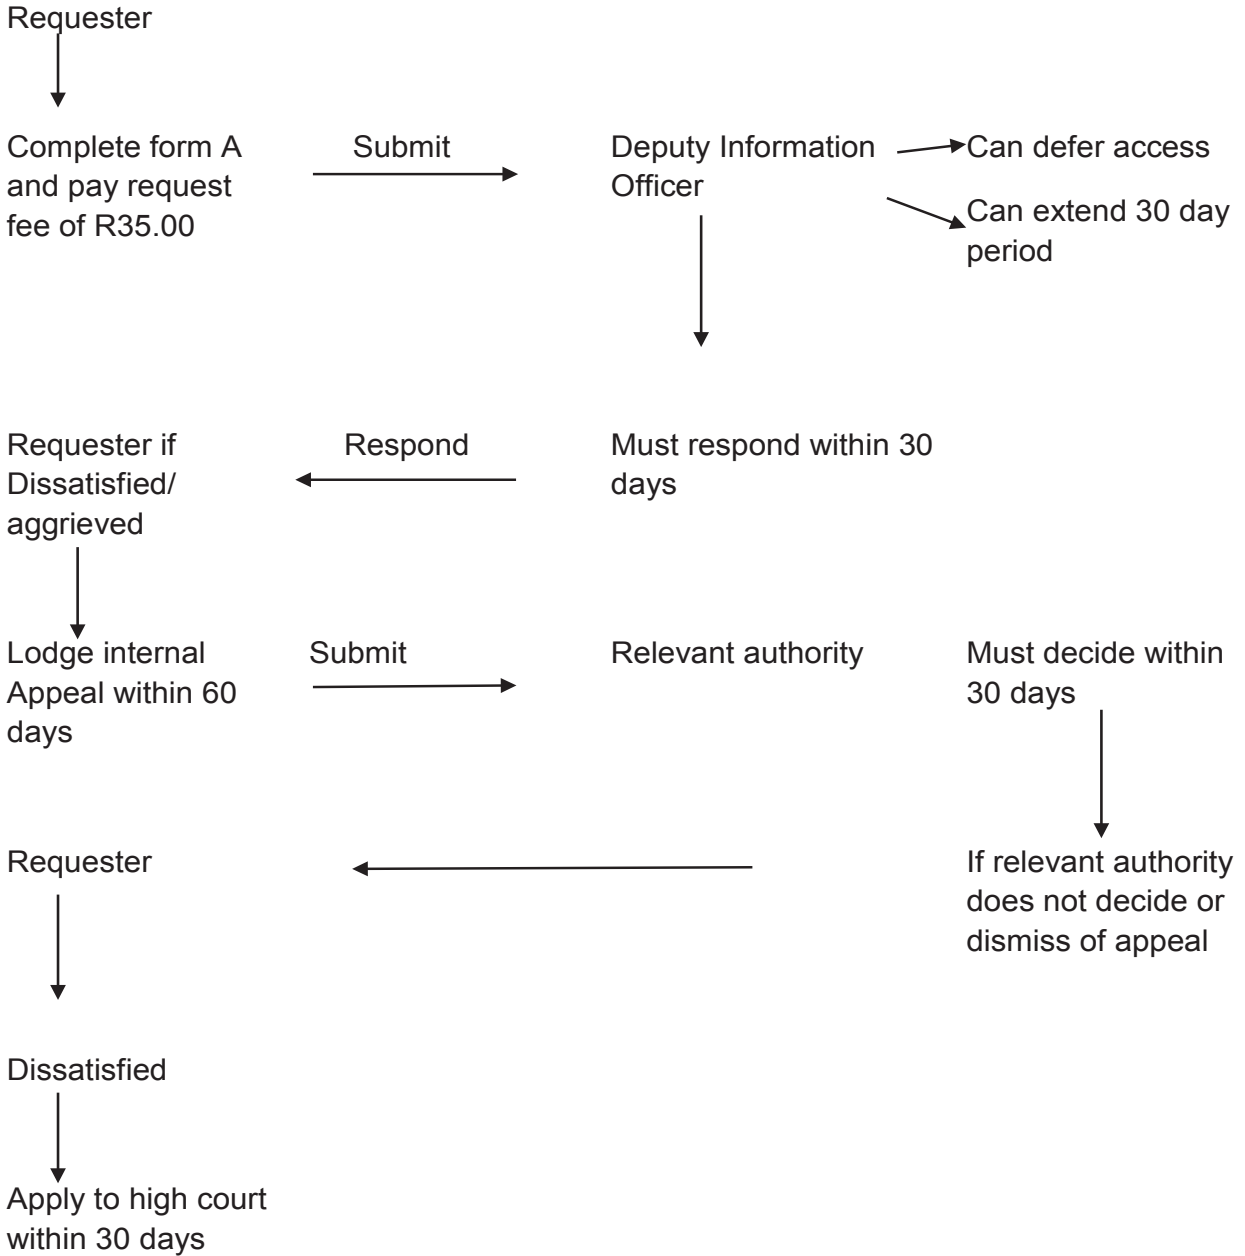 Requester
Complete form A
and pay request
fee of R35.00
Submit
Deputy Information
Officer
Can defer access
Can extend 30 day
period
Requester if
Dissatisfied/
aggrieved
Respond
Must respond within 30
days
Lodge internal
Appeal within 60
days
Submit
Relevant authority
Must decide within
30 days
Requester
If relevant authority
does not decide or
dismiss of appeal
Dissatisfied
Apply to high court
within 30 days